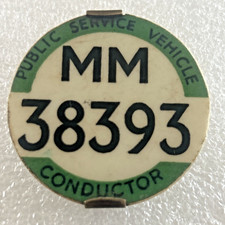 PUBLIC SERVICE VEHICLE
MM
38393
CONDUCTOR